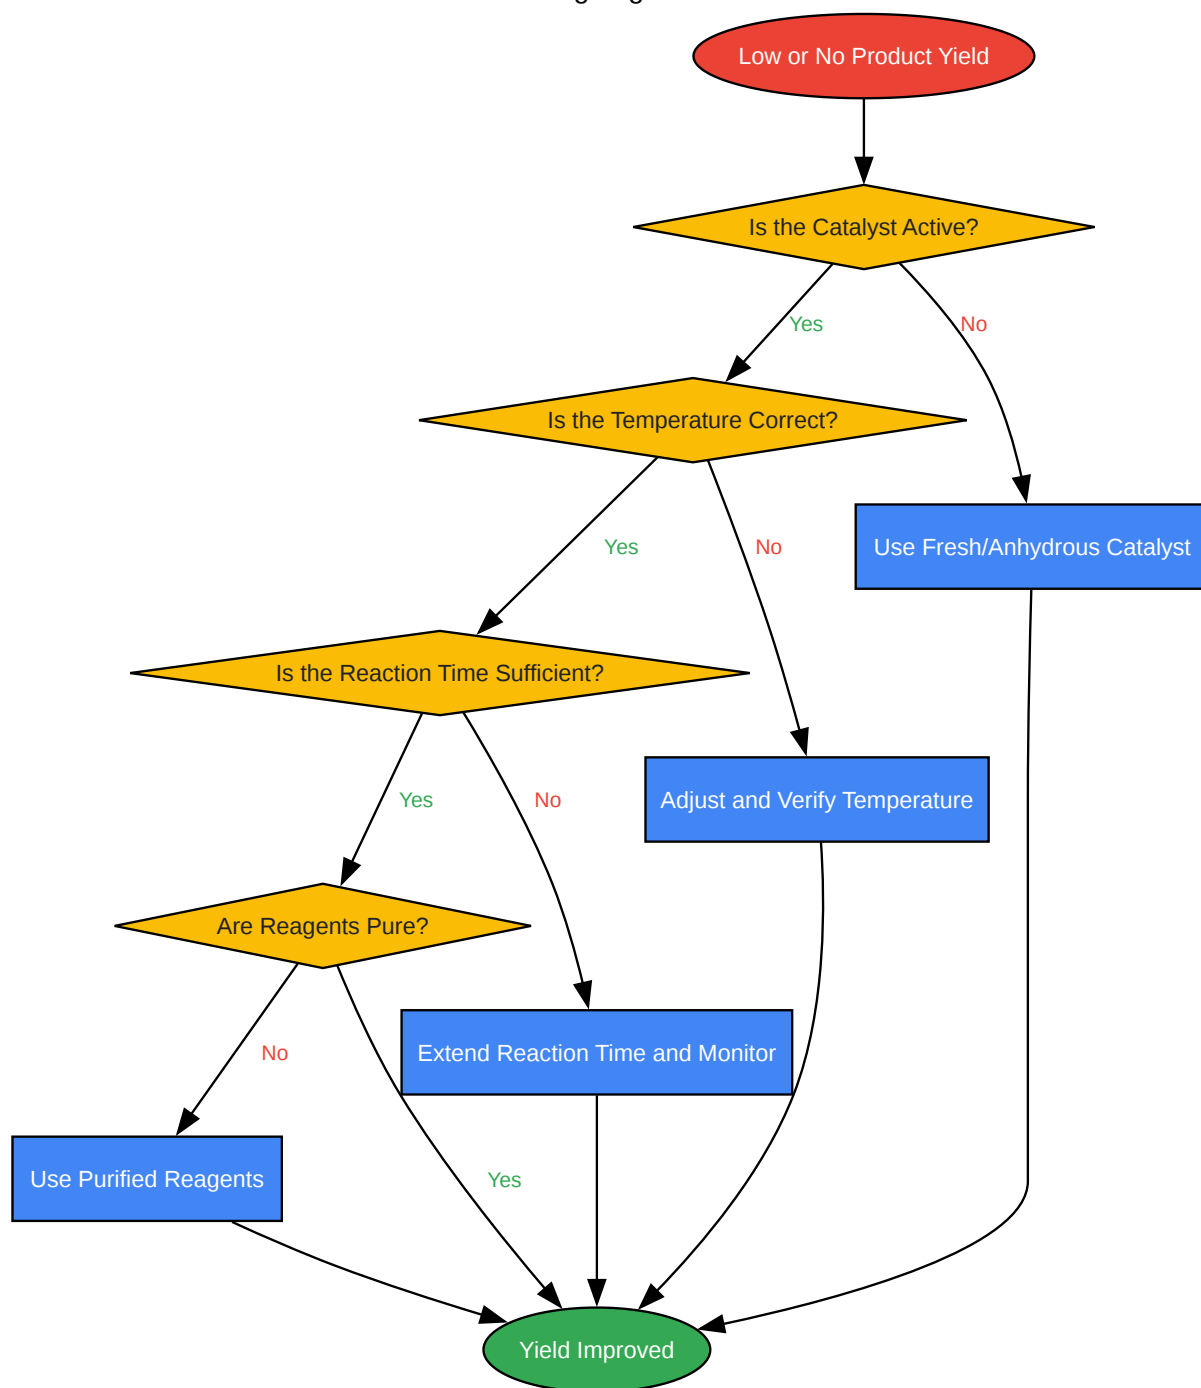 Low or No Product Yield
Is the Catalyst Active?
Yes
No
Is the Temperature Correct?
Yes
No
Use Fresh/Anhydrous Catalyst
Is the Reaction Time Sufficient?
Yes
No
Adjust and Verify Temperature
Are Reagents Pure?
No
Extend Reaction Time and Monitor
Use Purified Reagents
Yes
Yield Improved